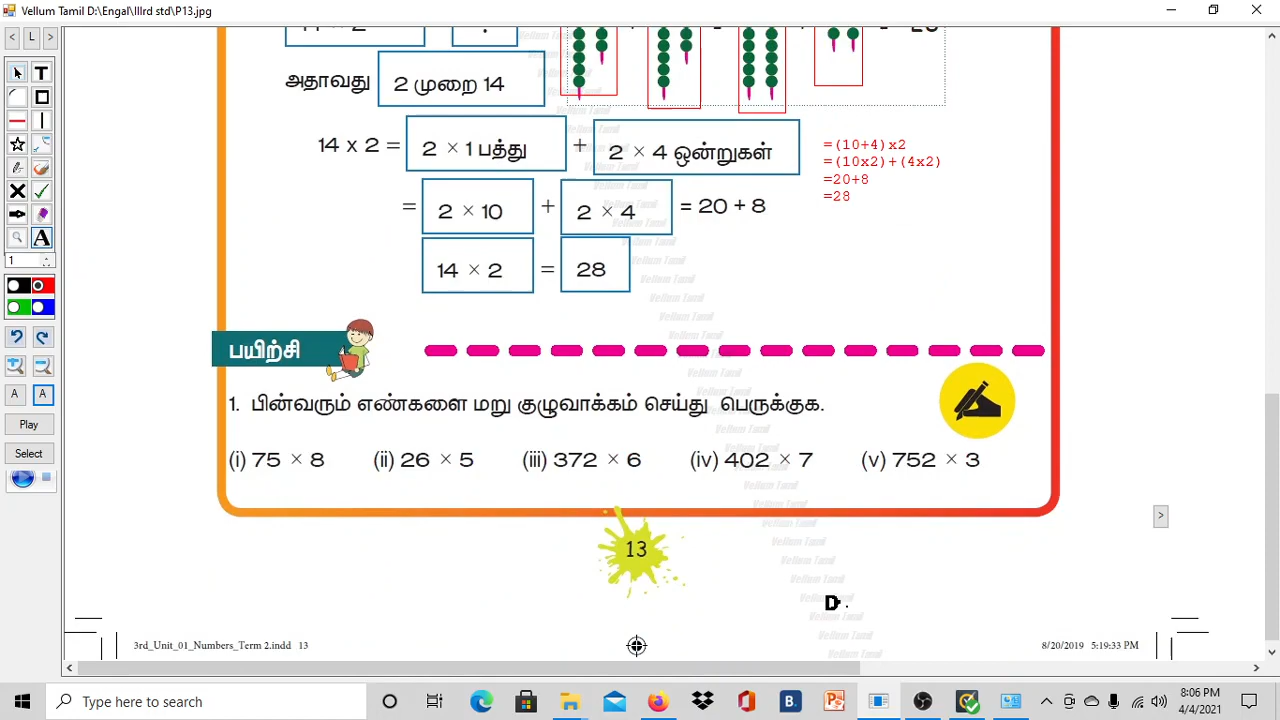 Vellum Tamil D:\Engal\IIIrd std\P13.jpg
அதாவது 2 முறை 14
14 x 2 = 2 × 1 பத்து + 2 × 4 ஒன்றுகள்
=(10+4)x2
=(10x2)+(4x2)
=20+8
=28
= 2 × 10 + 2 × 4 = 20 + 8
14 × 2 = 28
பயிற்சி
1. பின்வரும் எண்களை மறு குழுவாக்கம் செய்து பெருக்குக.
(i) 75 × 8 (ii) 26 × 5 (iii) 372 × 6 (iv) 402 × 7 (v) 752 × 3
13
3rd_Unit_01_Numbers_Term 2.indd 13
8/20/2019 5:19:33 PM
Vellum Tamil
L
T
A
1
A A
Play
Select
Type here to search
8:06 PM
4/4/2021